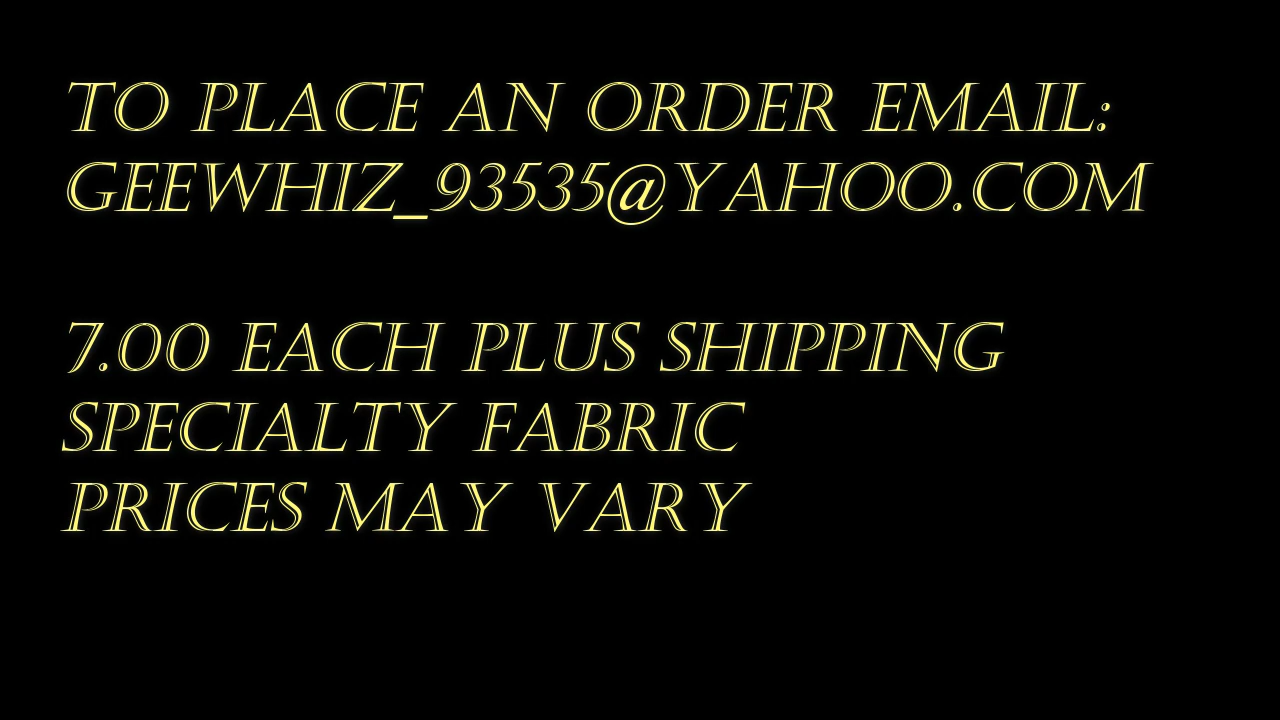 TO PLACE AN ORDER EMAIL:
GEEWHIZ_93535@YAHOO.COM
7.00 EACH PLUS SHIPPING
SPECIALTY FABRIC
PRICES MAY VARY